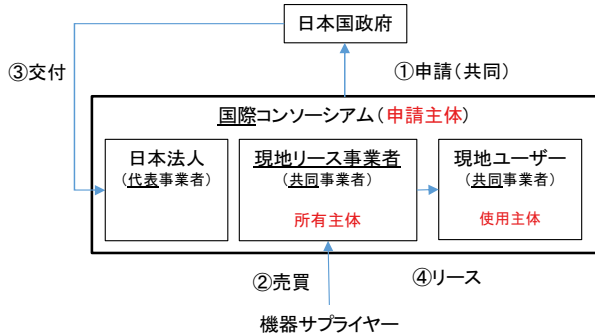 日本国政府
③交付
①申請(共同)
国際コンソーシアム(申請主体)
日本法人
(代表事業者)
現地リース事業者
(共同事業者)
所有主体
現地ユーザー
(共同事業者)
使用主体
②売買
④リース
機器サプライヤー